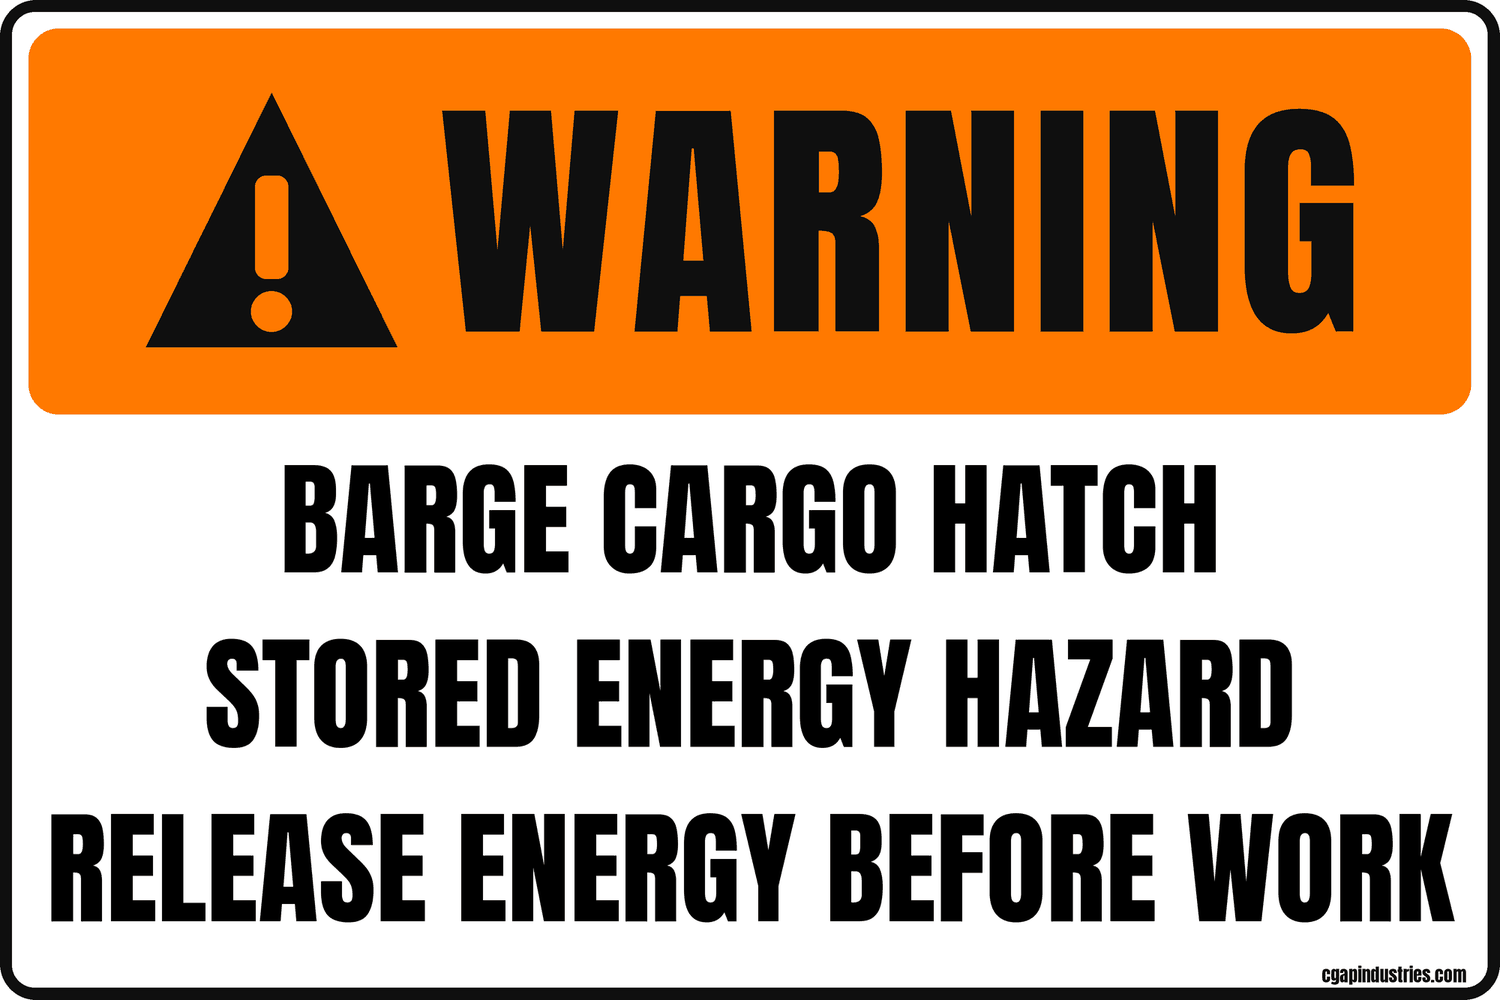 WARNING
BARGE CARGO HATCH
STORED ENERGY HAZARD
RELEASE ENERGY BEFORE WORK
cgapindustries.com